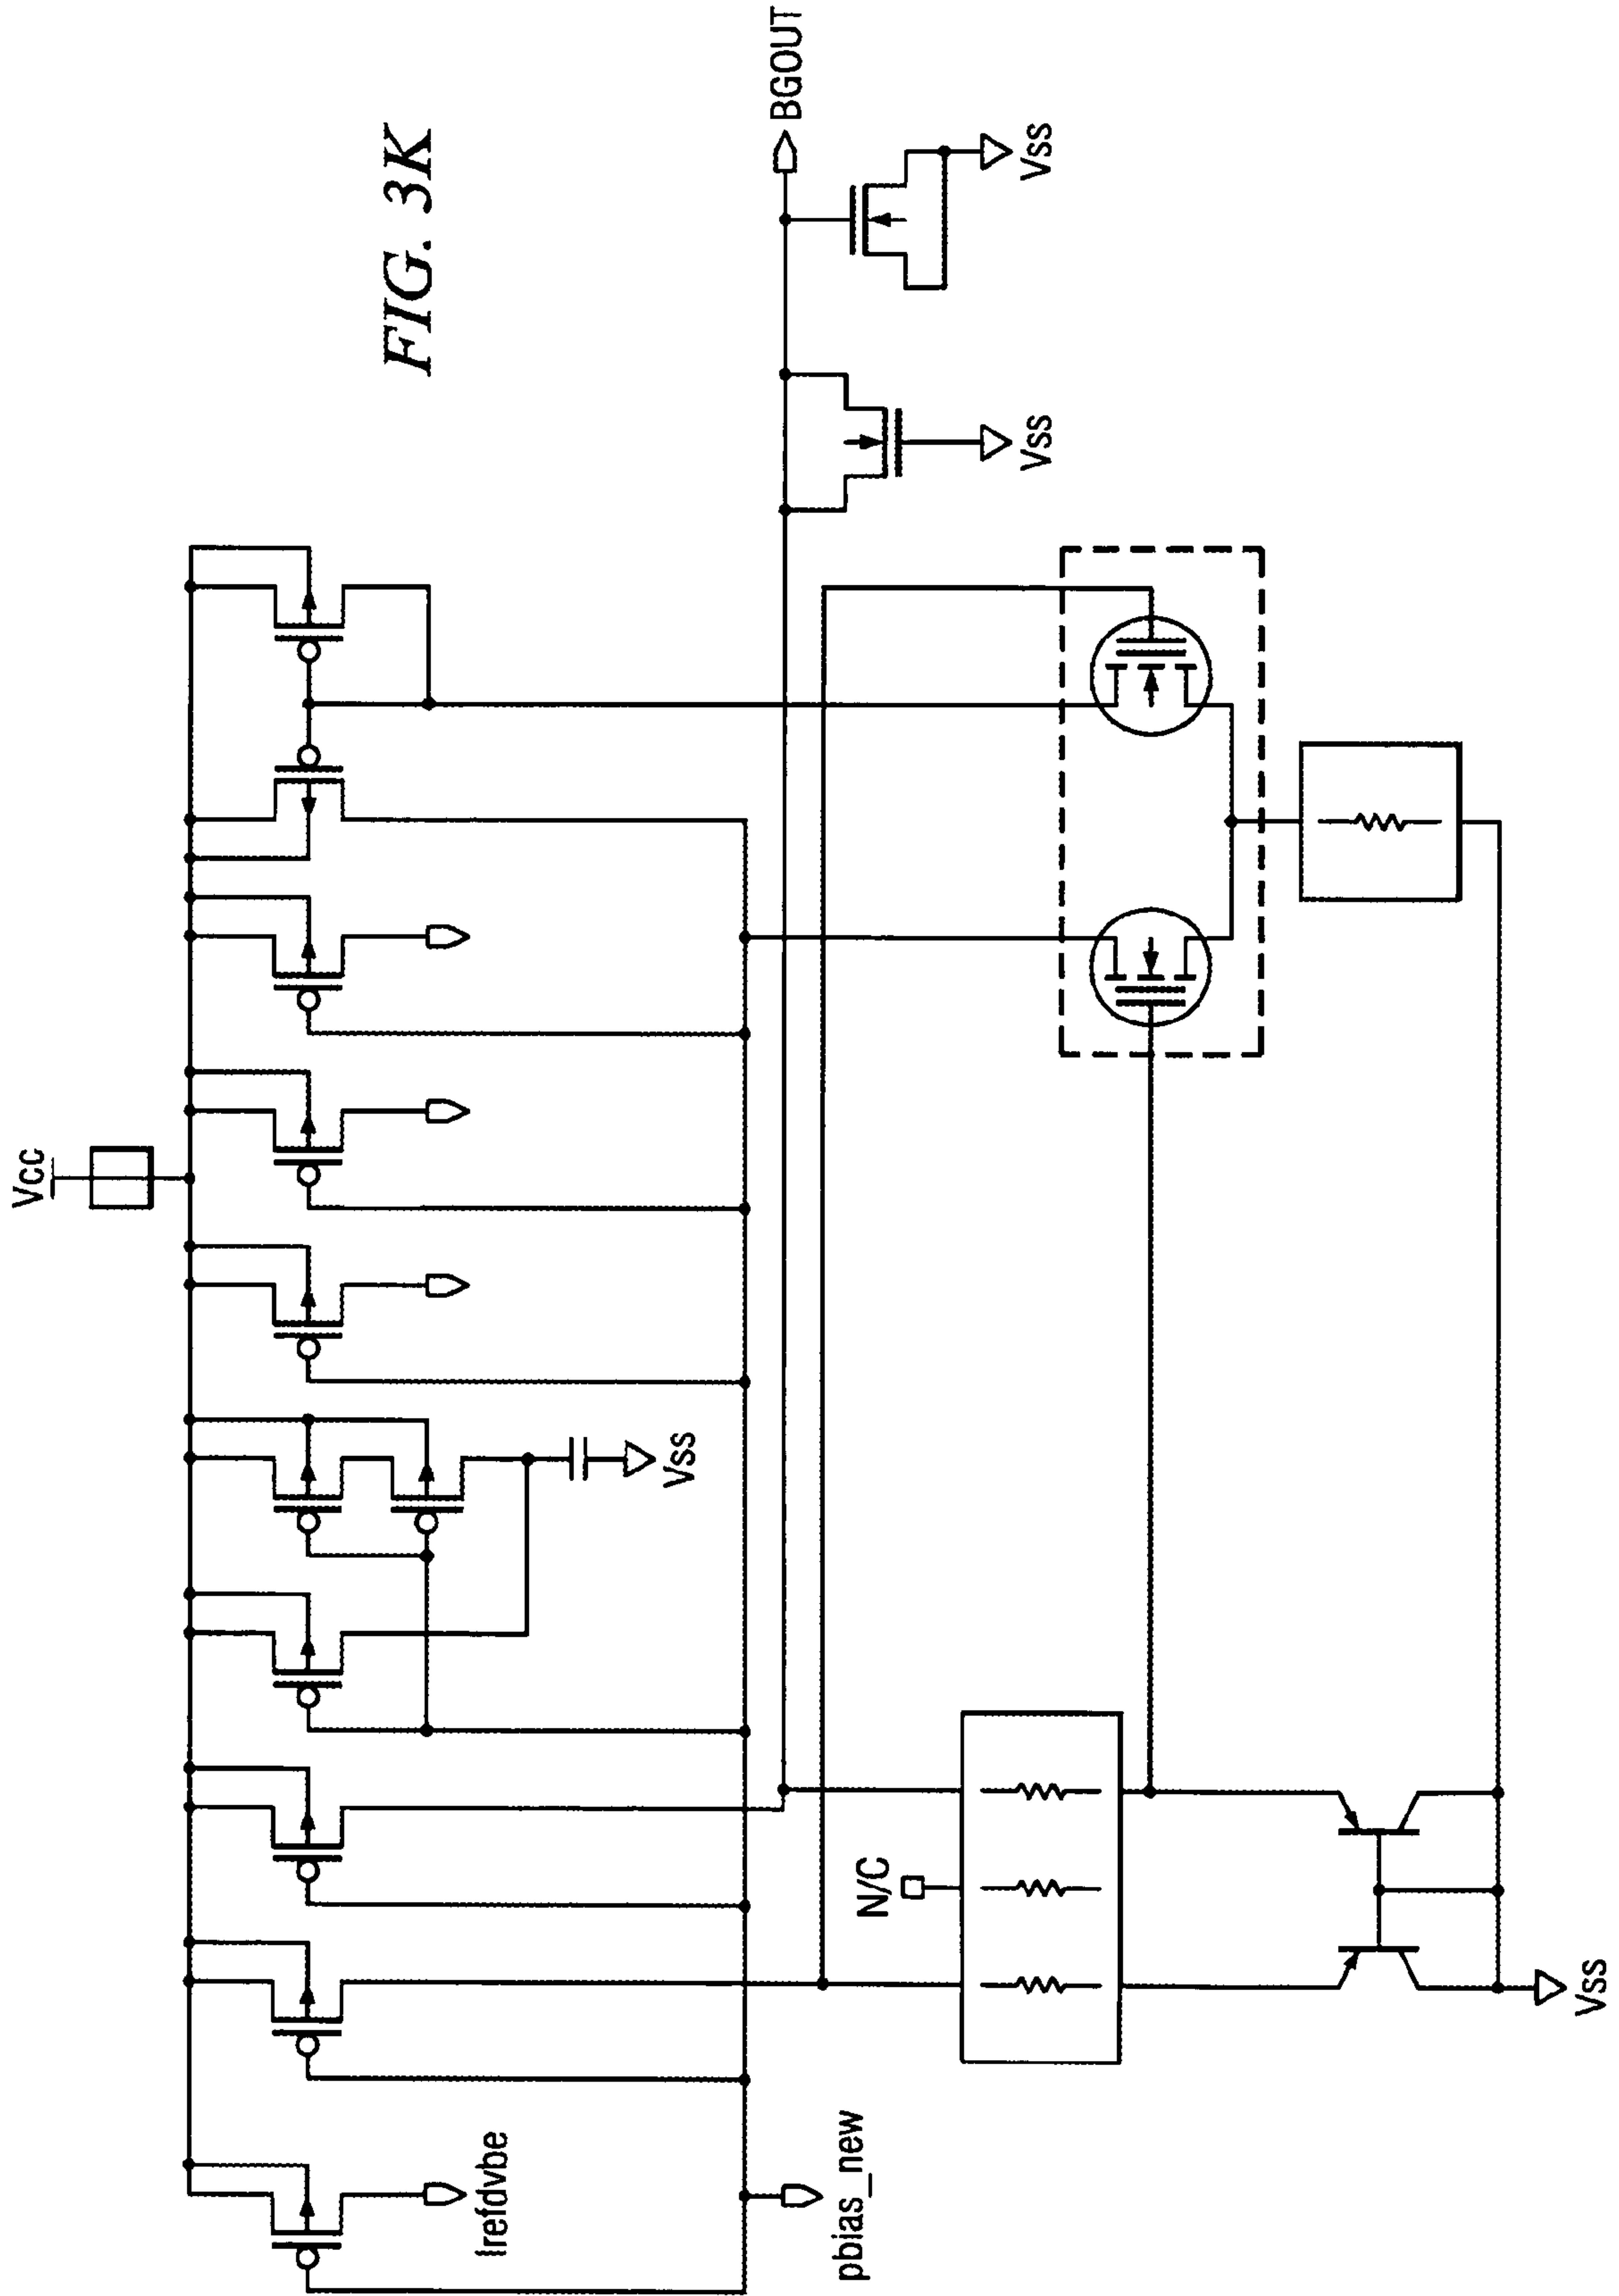 FIG. 3K
Vcc
BGOUT
Vss
Vss
Vss
N/C
Irefdvbe
pbias_new
Vss